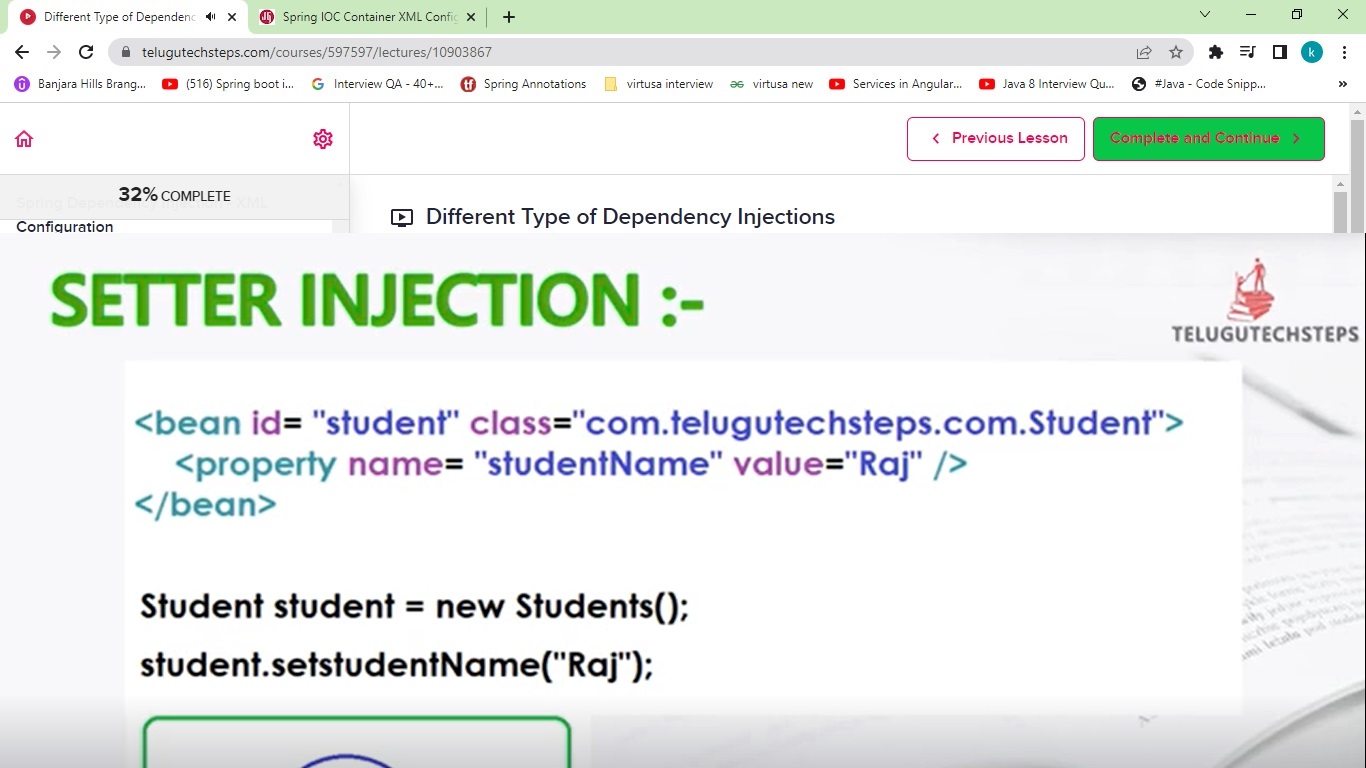 Different Type of Dependenc
Spring IOC Container XML Config
telugutechsteps.com/courses/597597/lectures/10903867
k
Banjara Hills Brang...
(516) Spring boot i...
Interview QA - 40+...
Spring Annotations
virtusa interview
virtusa new
Services in Angular...
Java 8 Interview Qu...
#Java - Code Snipp...
»
Previous Lesson
Complete and Continue
32% COMPLETE
Configuration
Different Type of Dependency Injections
SETTER INJECTION :-
TELUGUTECHSTEPS
<bean id= "student" class="com.telugutechsteps.com.Student">
<property name= "studentName" value="Raj" />
</bean>
Student student = new Students();
student.setstudentName("Raj");